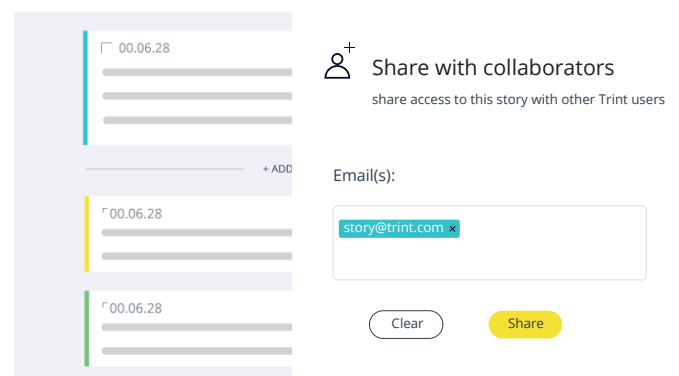 00.06.28
+ ADD
00.06.28
00.06.28
Share with collaborators
share access to this story with other Trint users
Email(s):
story@trint.com ×
Clear
Share